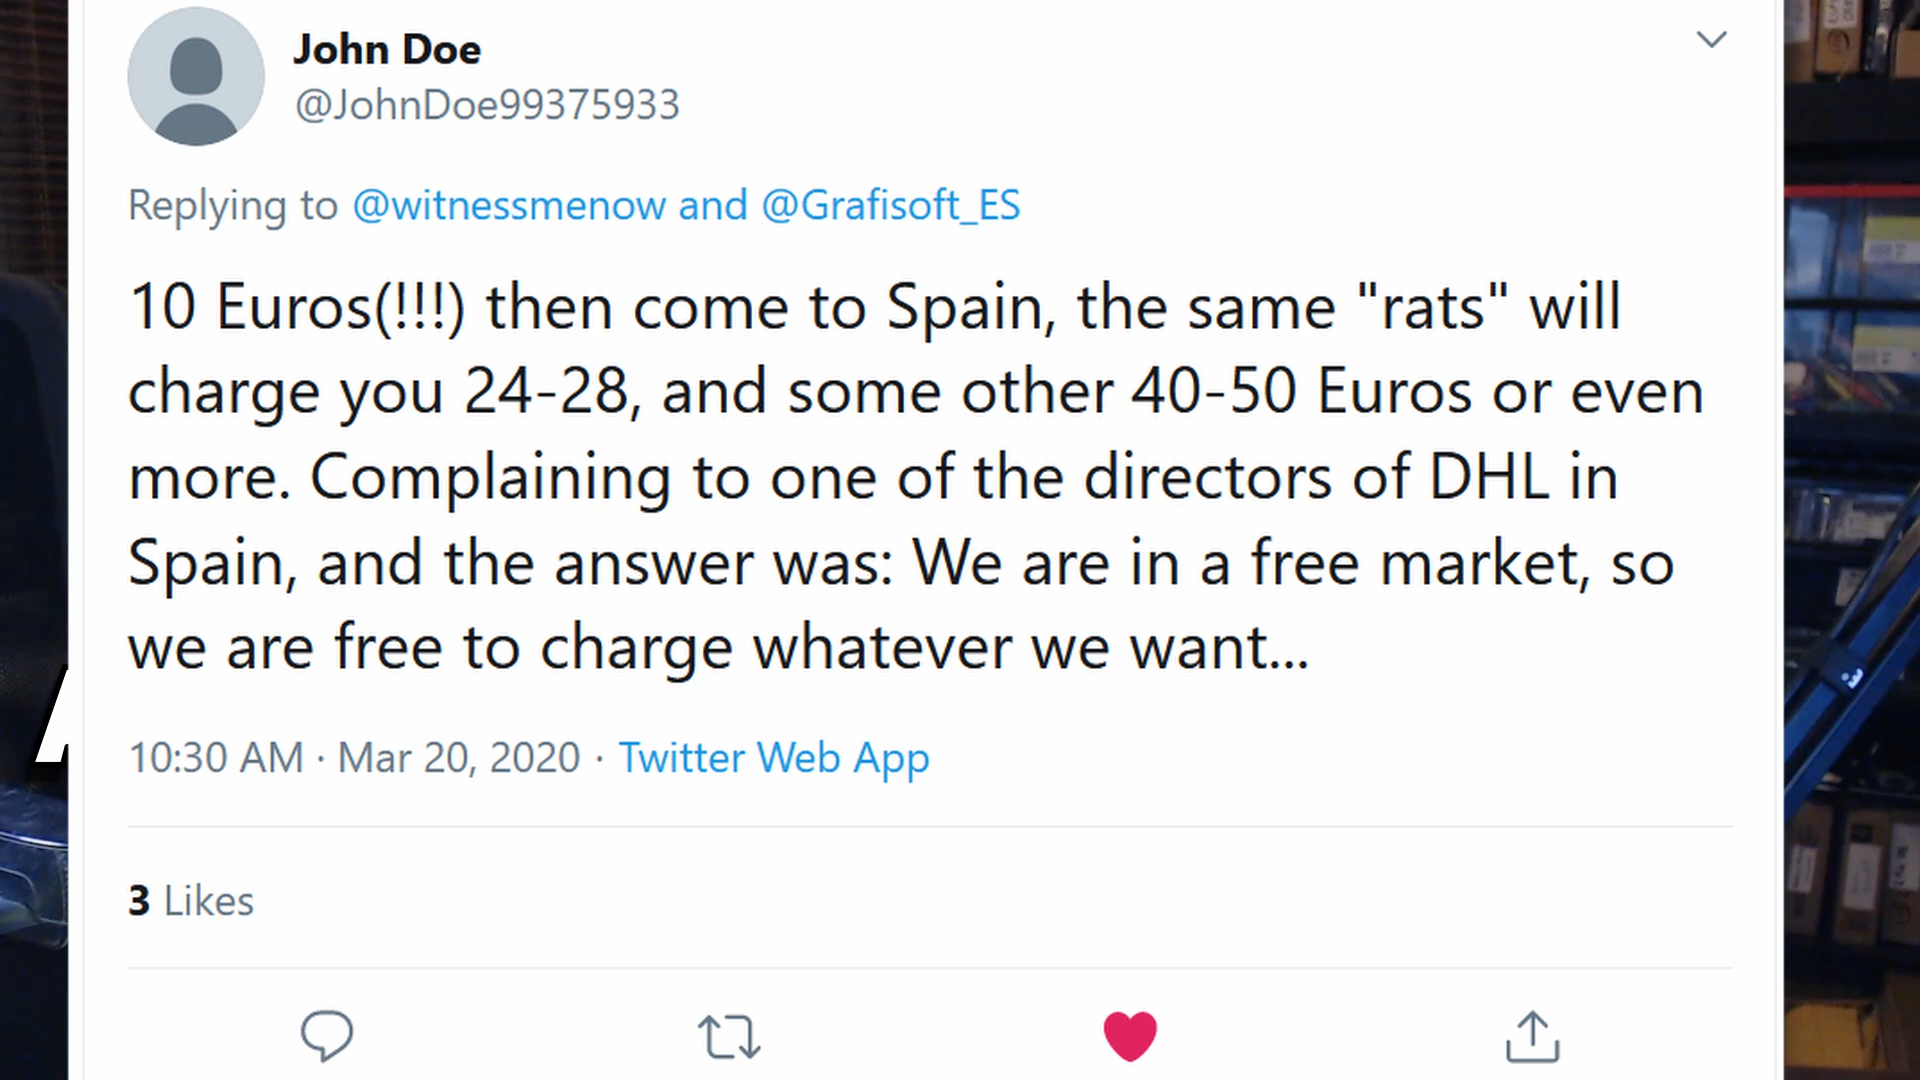 John Doe
@JohnDoe99375933
Replying to @witnessmenow and @Grafisoft_ES
10 Euros(!!!) then come to Spain, the same "rats" will
charge you 24-28, and some other 40-50 Euros or even
more. Complaining to one of the directors of DHL in
Spain, and the answer was: We are in a free market, so
we are free to charge whatever we want...
10:30 AM · Mar 20, 2020 · Twitter Web App
3 Likes